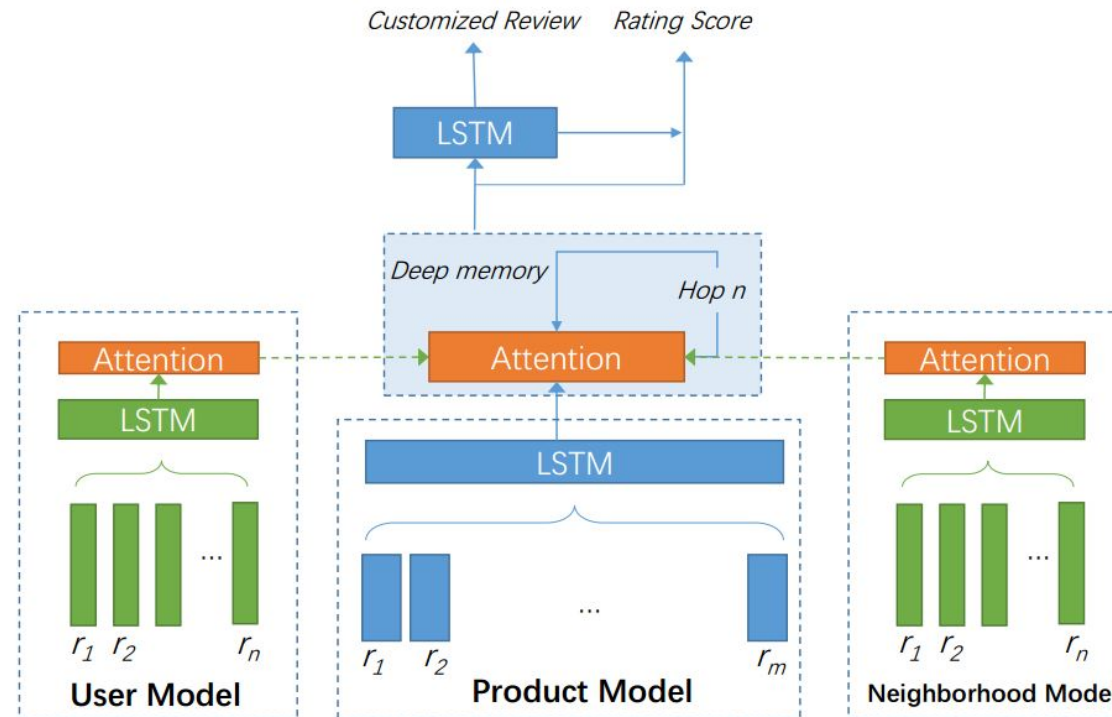 Customized Review Rating Score
LSTM
Deep memory
Hop n
Attention Attention Attention
LSTM LSTM
LSTM
... ...
...
r1 r2 rn r1 r2 rm r1 r2 rn
User Model Product Model Neighborhood Mode